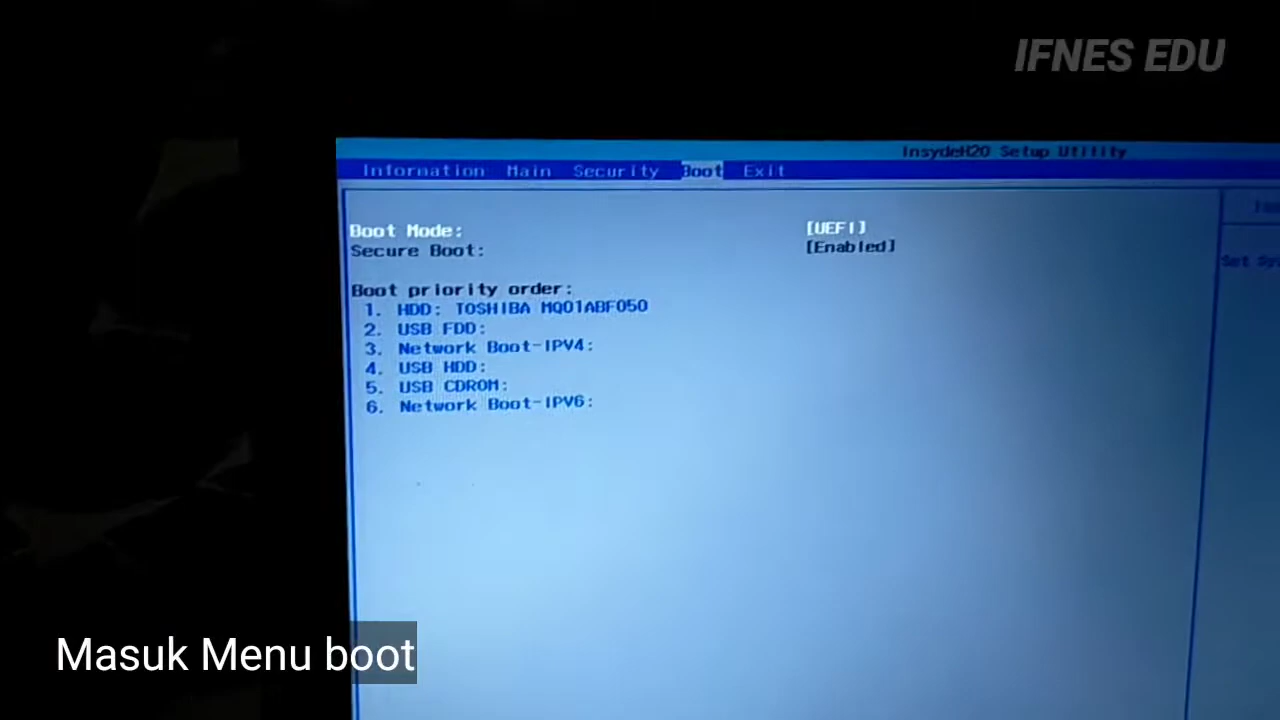 IFNES EDU
InsydeH20 Setup Utility
Information Main Security Boot Exit
Boot Mode: [UEFI]
Secure Boot: [Enabled]
Boot priority order:
1. HDD: TOSHIBA MQ01ABF050
2. USB FDD:
3. Network Boot-IPV4:
4. USB HDD:
5. USB CDROM:
6. Network Boot-IPV6:
Set
Masuk Menu boot